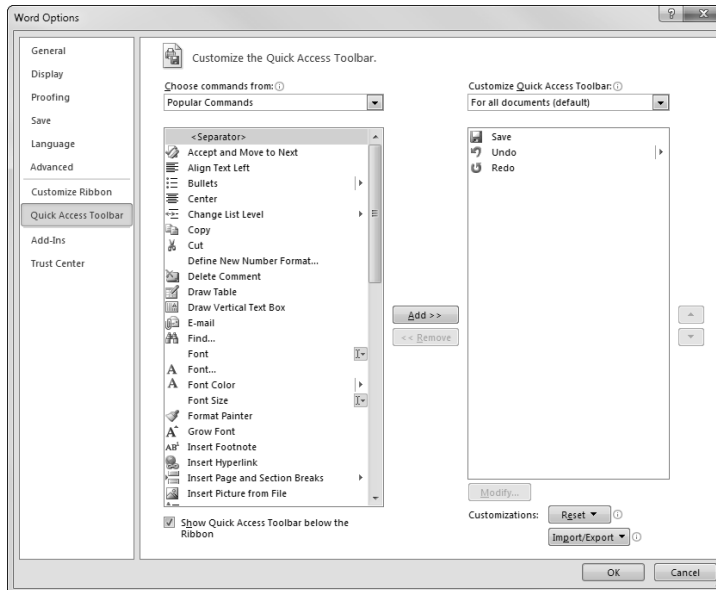 Word Options
General
Display
Proofing
Save
Language
Advanced
Customize Ribbon
Quick Access Toolbar
Add-Ins
Trust Center
Customize the Quick Access Toolbar.
Choose commands from:
Popular Commands
<Separator>
Accept and Move to Next
Align Text Left
Bullets
Center
Change List Level
Copy
Cut
Define New Number Format...
Delete Comment
Draw Table
Draw Vertical Text Box
E-mail
Find...
Font
Font...
Font Color
Font Size
Format Painter
Grow Font
Insert Footnote
Insert Hyperlink
Insert Page and Section Breaks
Insert Picture from File
Show Quick Access Toolbar below the
Ribbon
Add >>
<< Remove
Customize Quick Access Toolbar:
For all documents (default)
Save
Undo
Redo
Modify...
Customizations: Reset
Import/Export
OK Cancel